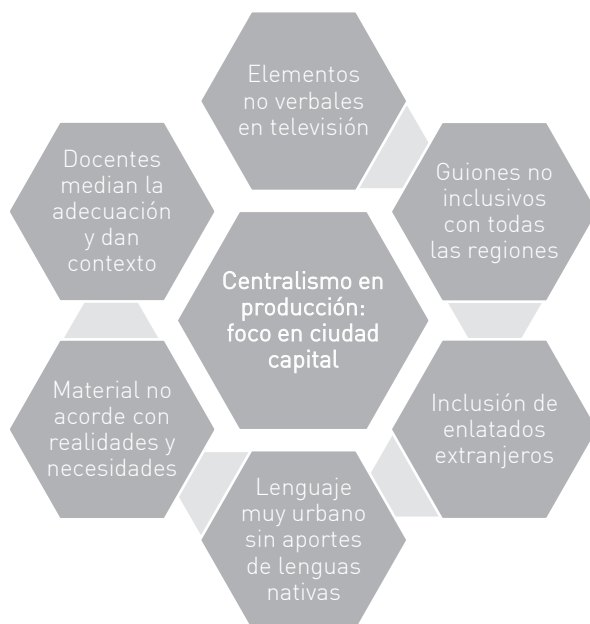 Elementos
no verbales
en televisión
Guiones no
inclusivos
con todas
las regiones
Inclusión de
enlatados
extranjeros
Lenguaje
muy urbano
sin aportes
de lenguas
nativas
Material no
acorde con
realidades y
necesidades
Docentes
median la
adecuación
y dan
contexto
Centralismo en
producción:
foco en ciudad
capital